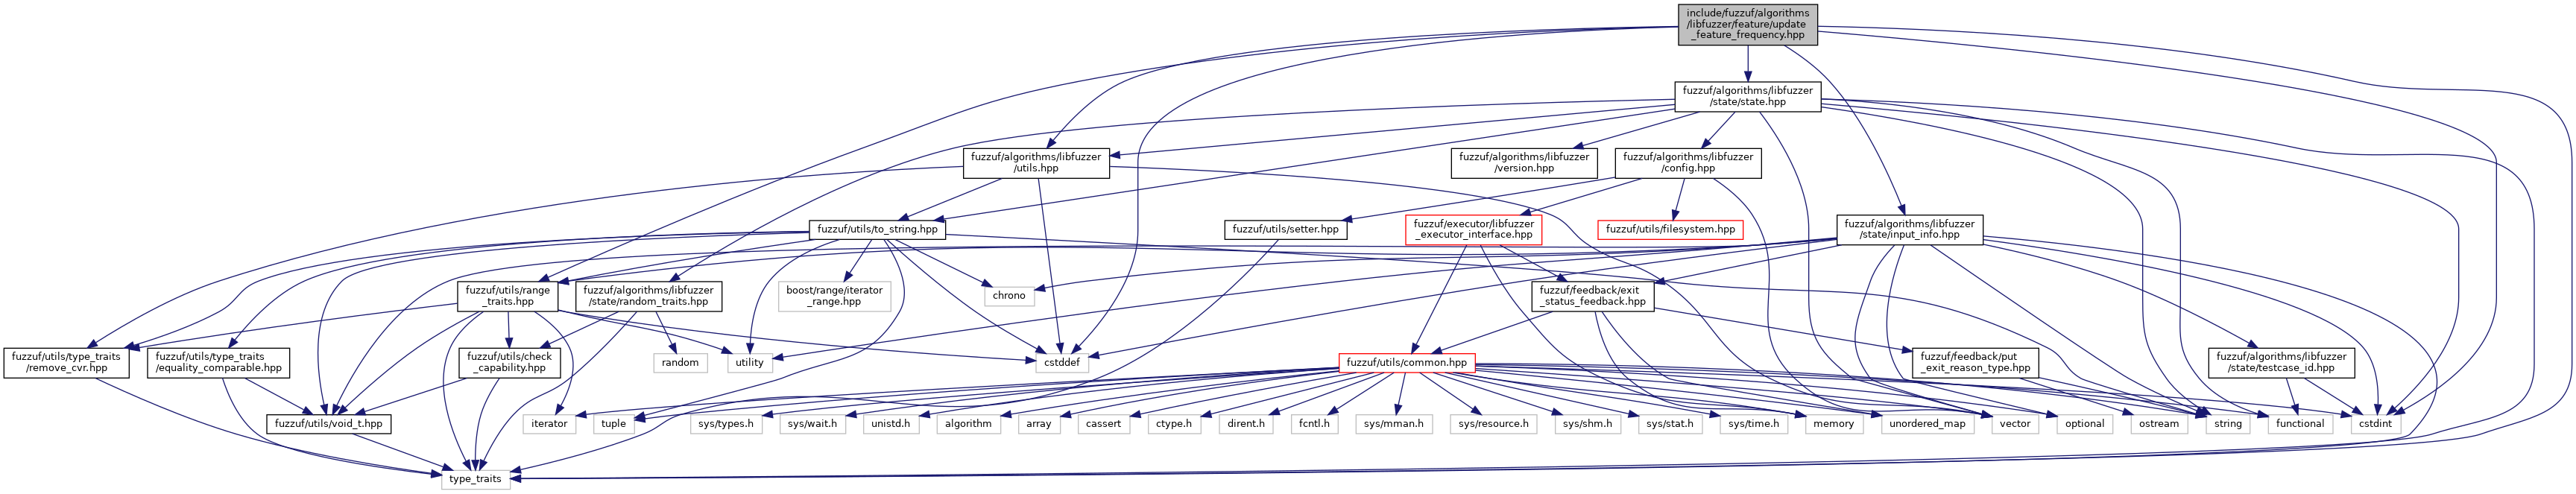 include/fuzzuf/algorithms
/libfuzzer/feature/update
_feature_frequency.hpp
fuzzuf/algorithms/libfuzzer
/state/state.hpp
fuzzuf/algorithms/libfuzzer
/utils.hpp
fuzzuf/algorithms/libfuzzer
/version.hpp
fuzzuf/algorithms/libfuzzer
/config.hpp
fuzzuf/utils/to_string.hpp
fuzzuf/utils/setter.hpp
fuzzuf/executor/libfuzzer
_executor_interface.hpp
fuzzuf/utils/filesystem.hpp
fuzzuf/algorithms/libfuzzer
/state/input_info.hpp
fuzzuf/utils/range
_traits.hpp
fuzzuf/algorithms/libfuzzer
/state/random_traits.hpp
boost/range/iterator
_range.hpp
chrono
fuzzuf/feedback/exit
_status_feedback.hpp
fuzzuf/utils/type_traits
/remove_cvr.hpp
fuzzuf/utils/type_traits
/equality_comparable.hpp
fuzzuf/utils/check
_capability.hpp
random
utility
cstddef
fuzzuf/utils/common.hpp
fuzzuf/feedback/put
_exit_reason_type.hpp
fuzzuf/algorithms/libfuzzer
/state/testcase_id.hpp
fuzzuf/utils/void_t.hpp
iterator
tuple
sys/types.h
sys/wait.h
unistd.h
algorithm
array
cassert
ctype.h
dirent.h
fcntl.h
sys/mman.h
sys/resource.h
sys/shm.h
sys/stat.h
sys/time.h
memory
unordered_map
vector
optional
ostream
string
functional
cstdint
type_traits